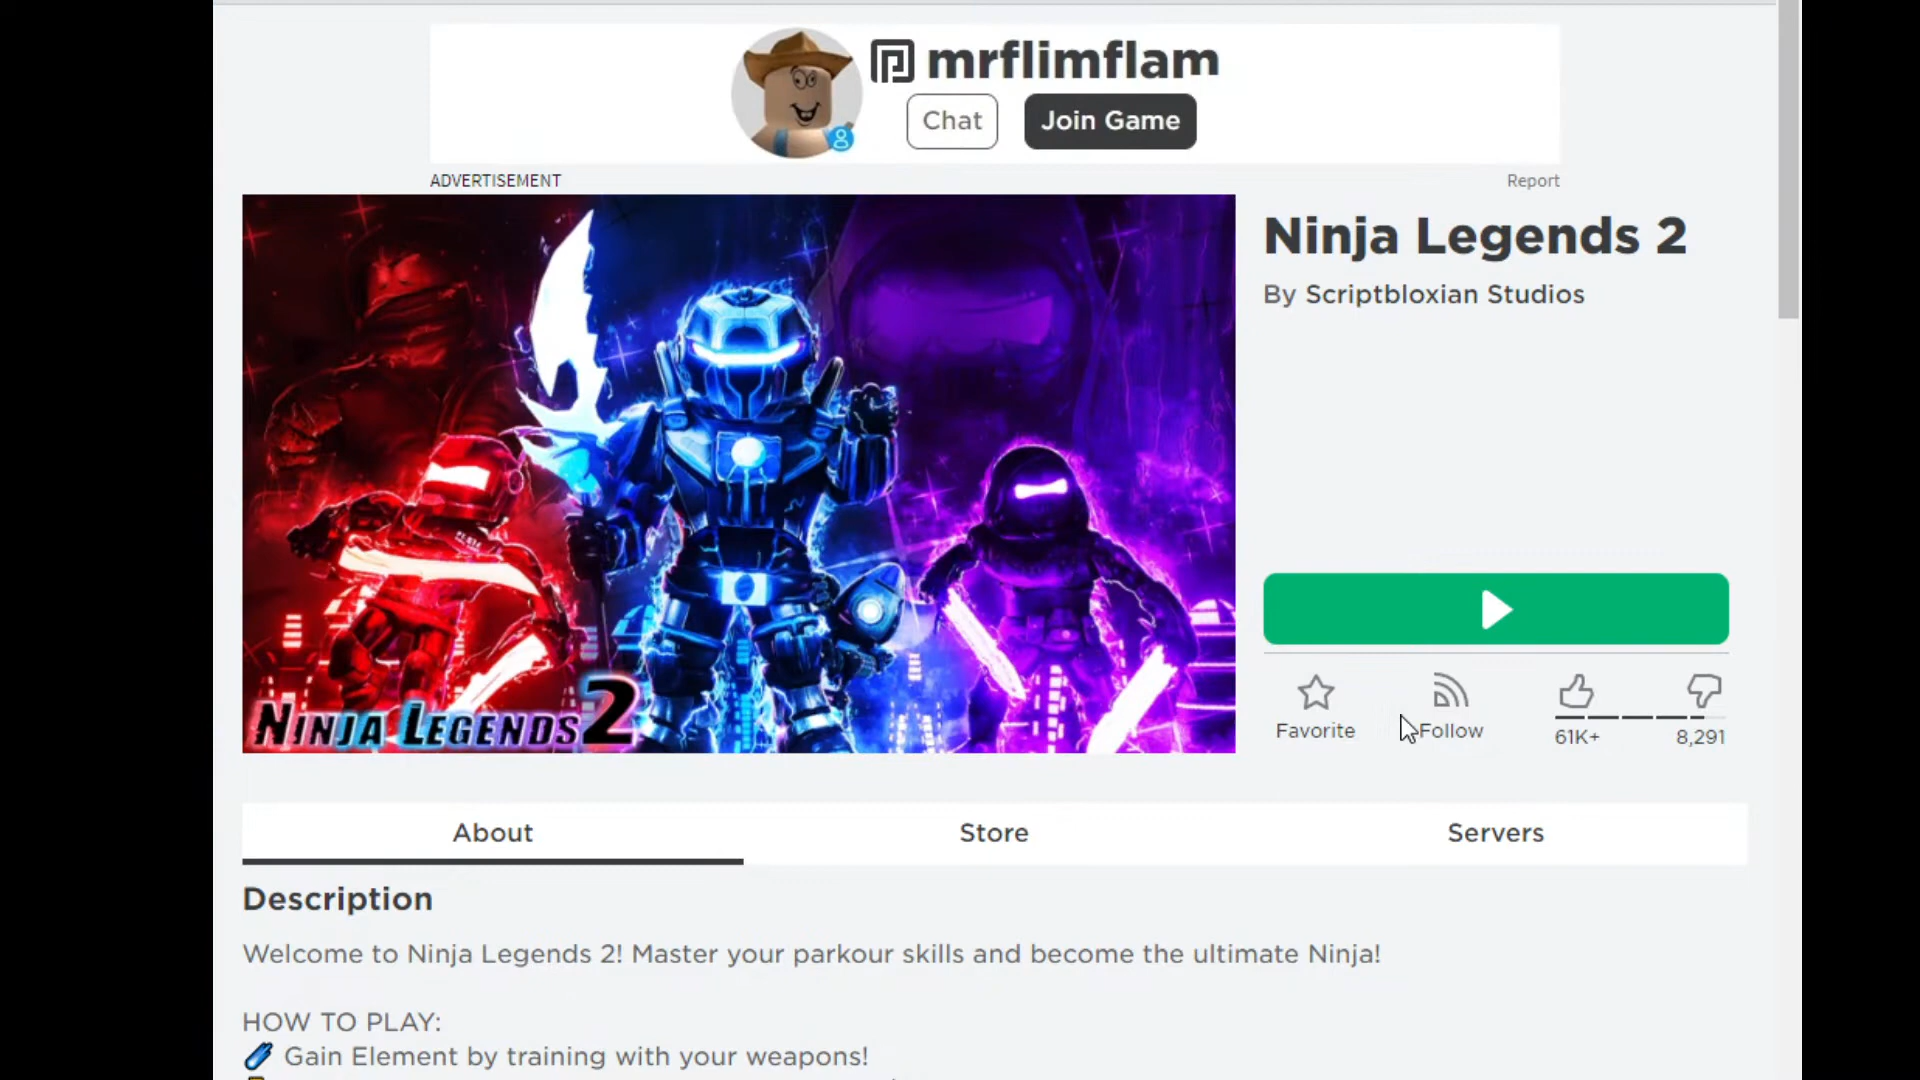 mrflimflam
Chat
Join Game
ADVERTISEMENT
Report
Ninja Legends 2
By Scriptbloxian Studios
NINJA LEGENDS 2
Favorite
Follow
61K+
8,291
About
Store
Servers
Description
Welcome to Ninja Legends 2! Master your parkour skills and become the ultimate Ninja!
HOW TO PLAY:
Gain Element by training with your weapons!